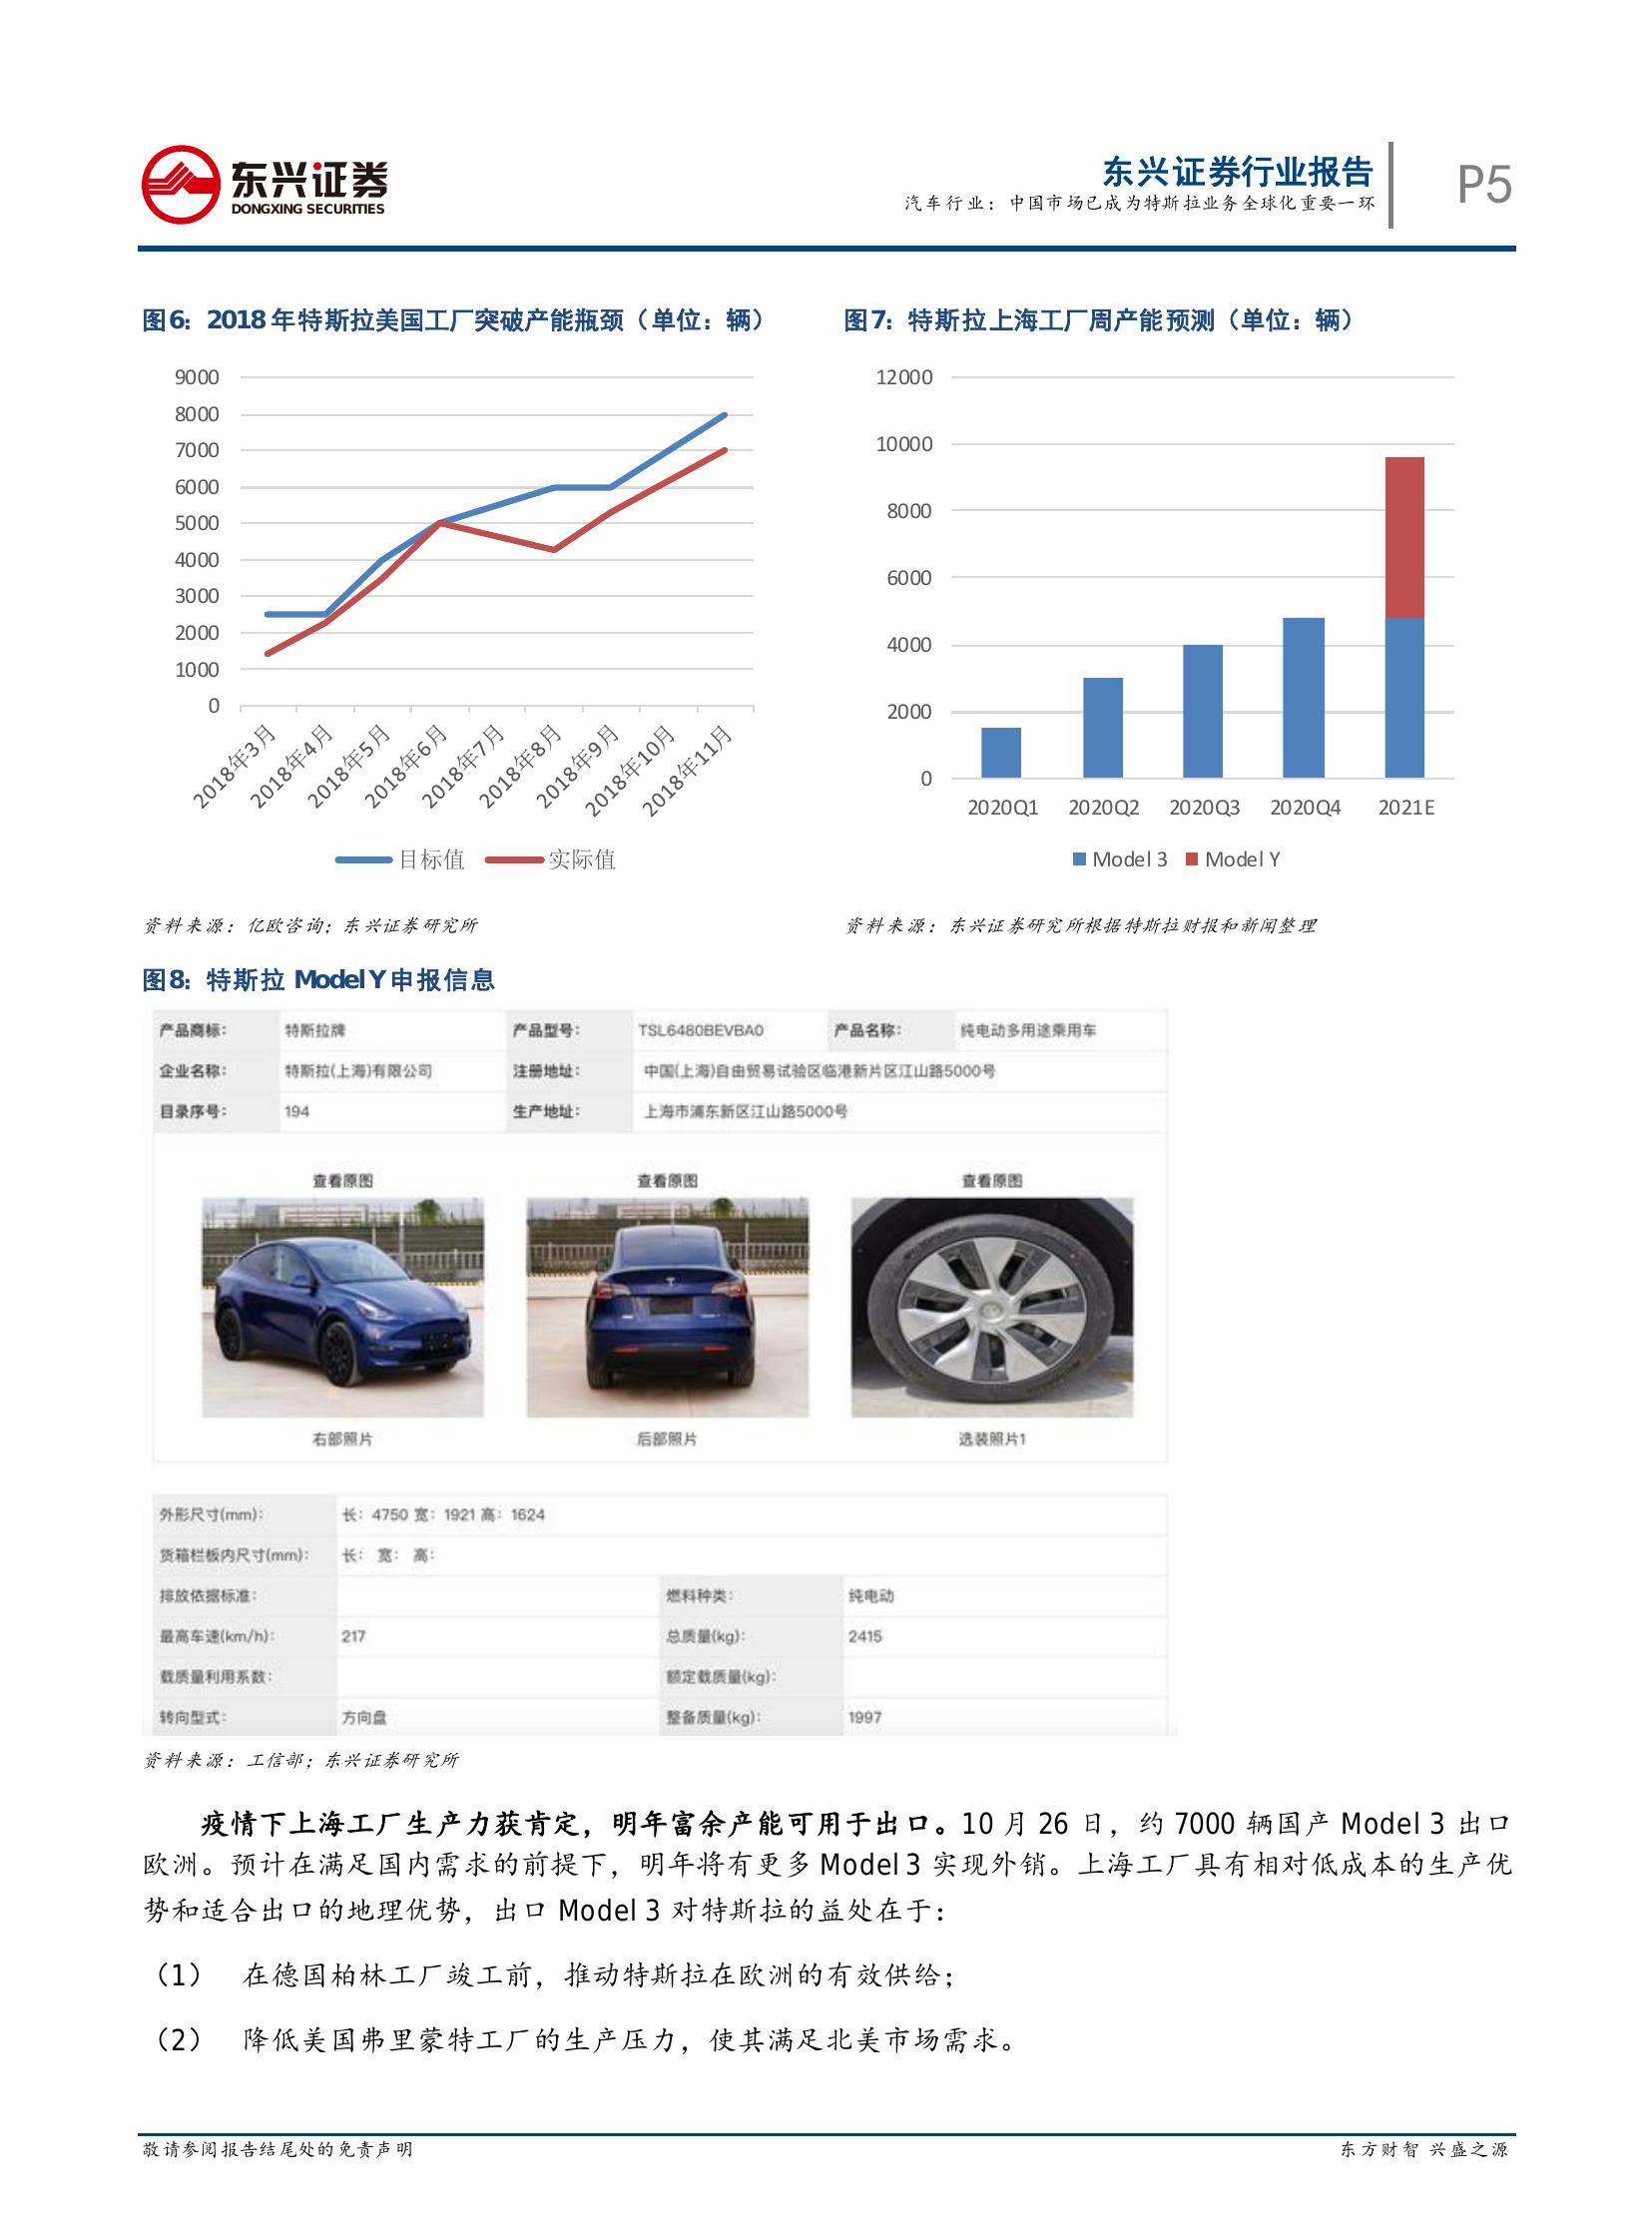 东兴证券
DONGXING SECURITIES
东兴证券行业报告
汽车行业：中国市场已成为特斯拉业务全球化重要一环
P5
图6：2018 年特斯拉美国工厂突破产能瓶颈（单位：辆）
9000
8000
7000
6000
5000
4000
3000
2000
1000
0
2018年3月
2018年4月
2018年5月
2018年6月
2018年7月
2018年8月
2018年9月
2018年10月
2018年11月
目标值 实际值
资料来源：亿欧咨询；东兴证券研究所
图7：特斯拉上海工厂周产能预测（单位：辆）
12000
10000
8000
6000
4000
2000
0
2020Q1 2020Q2 2020Q3 2020Q4 2021E
Model 3 Model Y
资料来源：东兴证券研究所根据特斯拉财报和新闻整理
图8：特斯拉 Model Y 申报信息
产品商标： 特斯拉牌 产品型号： TSL6480BEVBA0 产品名称： 纯电动多用途乘用车
企业名称： 特斯拉(上海)有限公司 注册地址： 中国(上海)自由贸易试验区临港新片区江山路5000号
目录序号： 194 生产地址： 上海市浦东新区江山路5000号
查看原图 查看原图 查看原图
右部照片 后部照片 选装照片1
外形尺寸(mm)： 长：4750 宽：1921 高：1624
货箱栏板内尺寸(mm)： 长： 宽： 高：
排放依据标准： 燃料种类： 纯电动
最高车速(km/h)： 217 总质量(kg)： 2415
载质量利用系数： 额定载质量(kg)：
转向型式： 方向盘 整备质量(kg)： 1997
资料来源：工信部；东兴证券研究所
疫情下上海工厂生产力获肯定，明年富余产能可用于出口。10 月 26 日，约 7000 辆国产 Model 3 出口
欧洲。预计在满足国内需求的前提下，明年将有更多 Model 3 实现外销。上海工厂具有相对低成本的生产优
势和适合出口的地理优势，出口 Model 3 对特斯拉的益处在于：
（1） 在德国柏林工厂竣工前，推动特斯拉在欧洲的有效供给；
（2） 降低美国弗里蒙特工厂的生产压力，使其满足北美市场需求。
敬请参阅报告结尾处的免责声明
东方财智 兴盛之源